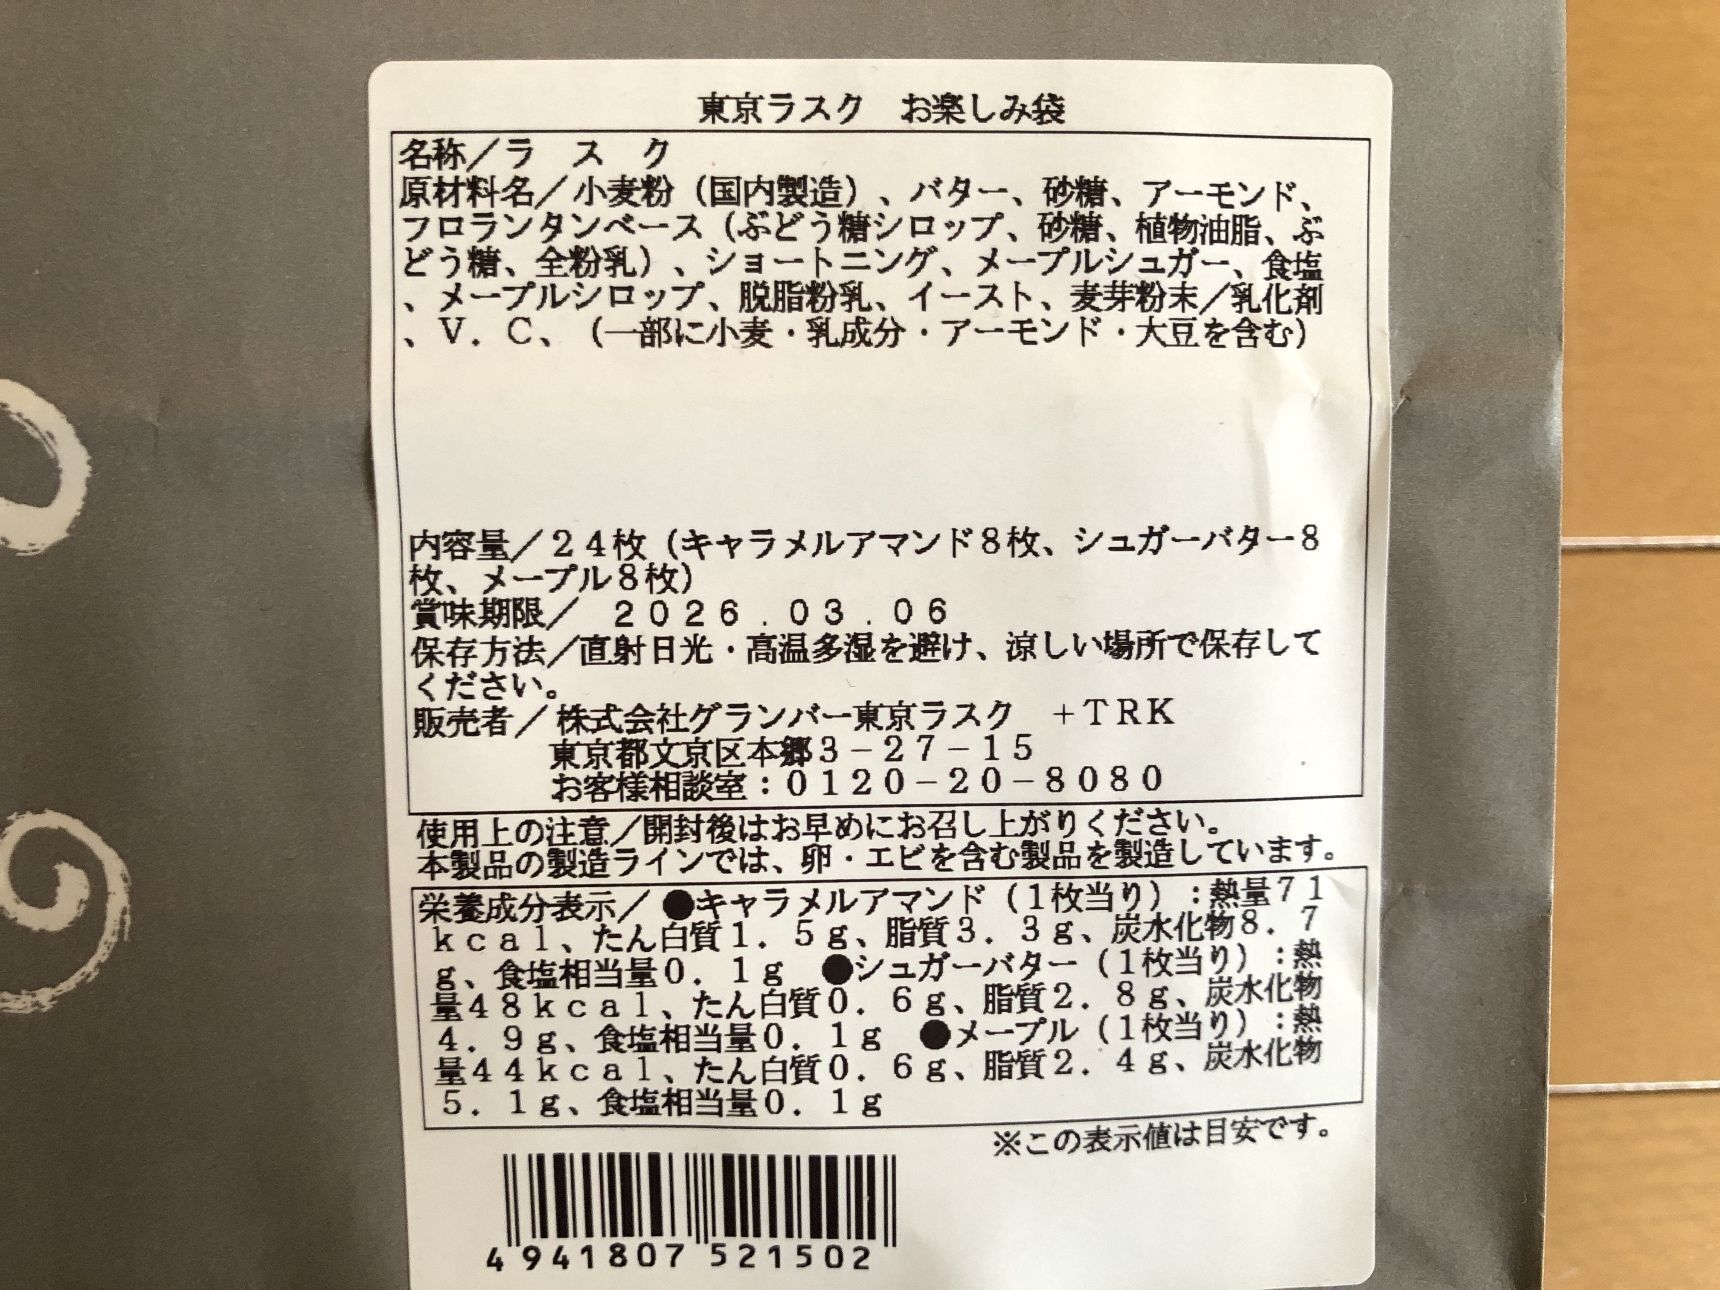 東京ラスク　お楽しみ袋
名称／ラ　ス　ク
原材料名／小麦粉（国内製造）、バター、砂糖、アーモンド、
フロランタンベース（ぶどう糖シロップ、砂糖、植物油脂、ぶ
どう糖、全粉乳）、ショートニング、メープルシュガー、食塩
、メープルシロップ、脱脂粉乳、イースト、麦芽粉末／乳化剤
、Ｖ．Ｃ、（一部に小麦・乳成分・アーモンド・大豆を含む）
内容量／２４枚（キャラメルアマンド８枚、シュガーバター８
枚、メープル８枚）
賞味期限／　２０２６．０３．０６
保存方法／直射日光・高温多湿を避け、涼しい場所で保存して
ください。
販売者／株式会社グランバー東京ラスク　＋ＴＲＫ
東京都文京区本郷３－２７－１５
お客様相談室：０１２０－２０－８０８０
使用上の注意／開封後はお早めにお召し上がりください。
本製品の製造ラインでは、卵・エビを含む製品を製造しています。
栄養成分表示／●キャラメルアマンド（１枚当り）：熱量７１
ｋｃａｌ、たん白質１．５ｇ、脂質３．３ｇ、炭水化物８．７
ｇ、食塩相当量０．１ｇ　●シュガーバター（１枚当り）：熱
量４８ｋｃａｌ、たん白質０．６ｇ、脂質２．８ｇ、炭水化物
４．９ｇ、食塩相当量０．１ｇ　●メープル（１枚当り）：熱
量４４ｋｃａｌ、たん白質０．６ｇ、脂質２．４ｇ、炭水化物
５．１ｇ、食塩相当量０．１ｇ
※この表示値は目安です。
4941807521502